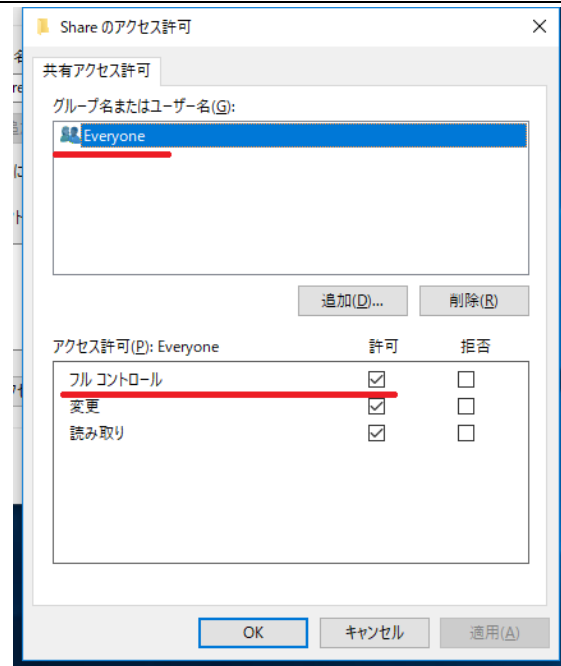 Share のアクセス許可
共有アクセス許可
グループ名またはユーザー名(G):
Everyone
追加(D)...
削除(R)
アクセス許可(P): Everyone 許可 拒否
フル コントロール
変更
読み取り
OK
キャンセル
適用(A)